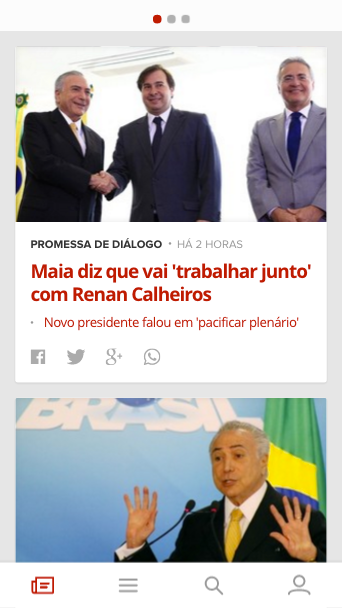 PROMESSA DE DIÁLOGO • HÁ 2 HORAS
Maia diz que vai 'trabalhar junto'
com Renan Calheiros
• Novo presidente falou em 'pacificar plenário'
BRASIL